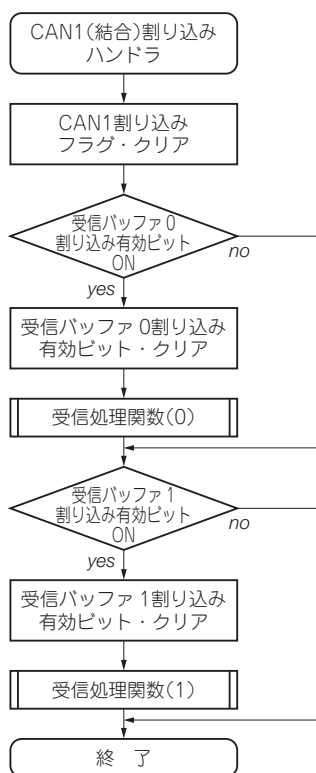 CAN1(結合)割り込み
ハンドラ
CAN1割り込み
フラグ・クリア
受信バッファ 0
割り込み有効ビット
ON
no
yes
受信バッファ 0割り込み
有効ビット・クリア
受信処理関数(0)
受信バッファ 1
割り込み有効ビット
ON
no
yes
受信バッファ 1割り込み
有効ビット・クリア
受信処理関数(1)
終　了